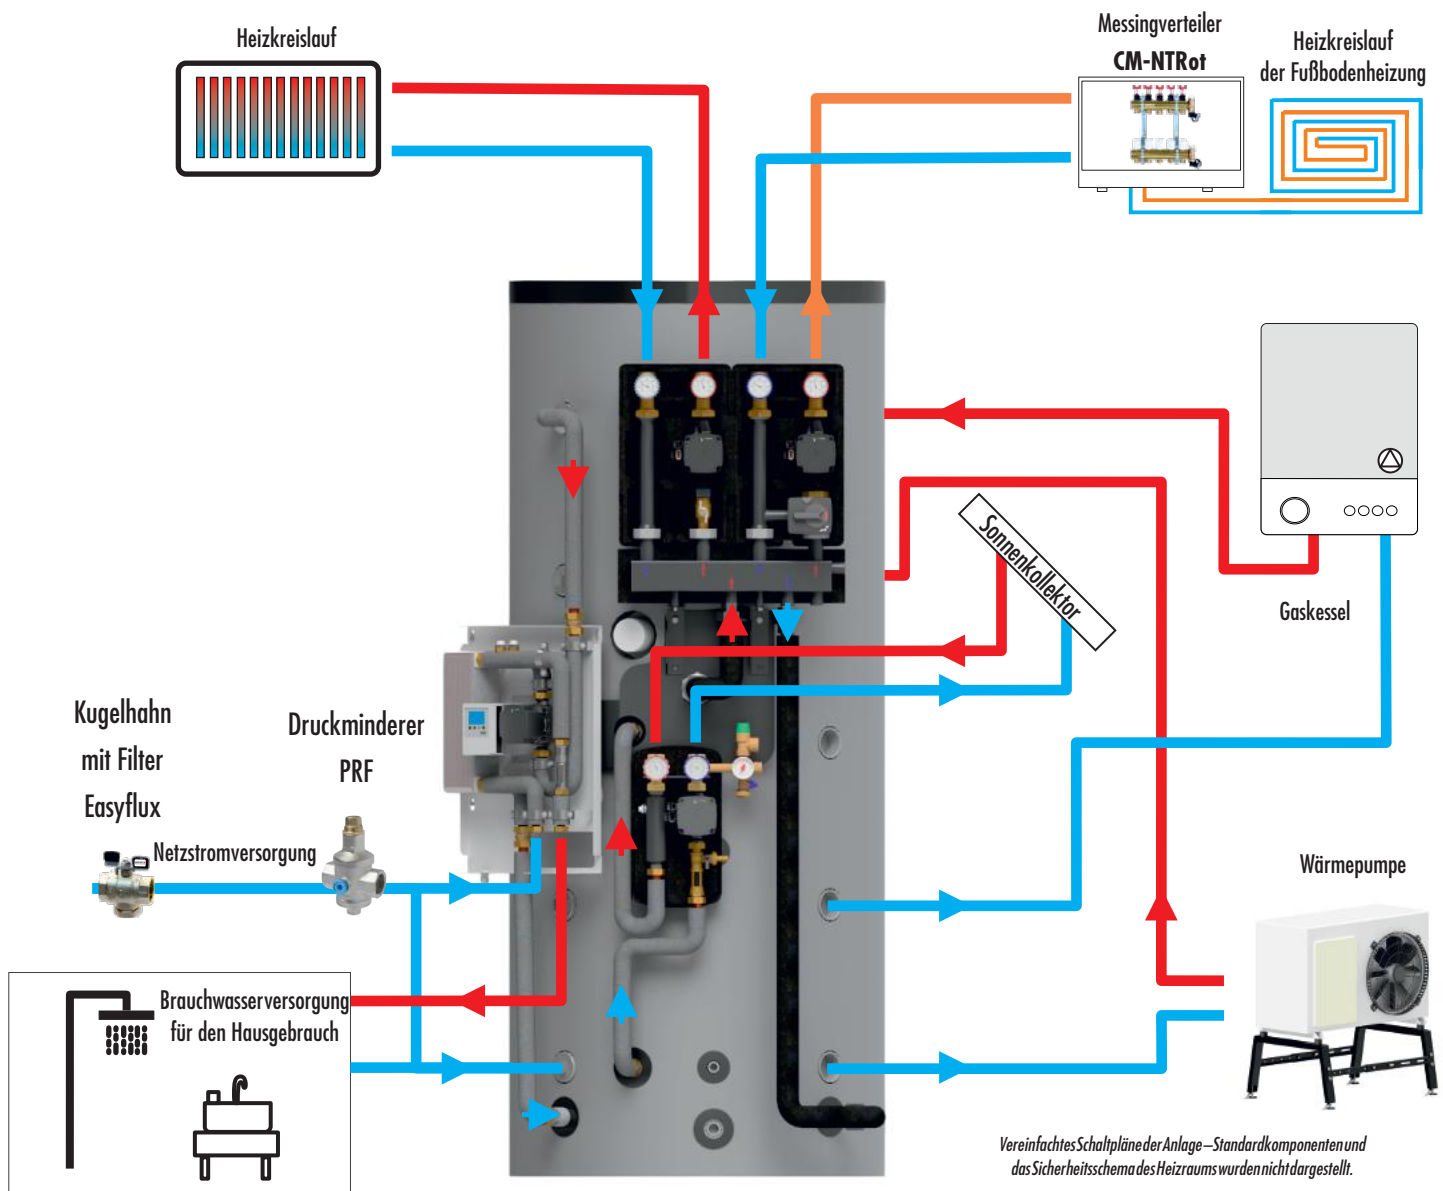 Heizkreislauf
Messingverteiler
CM-NTRot
Heizkreislauf
der Fußbodenheizung
Sonnenkollektor
Gaskessel
Kugelhahn
mit Filter
Easyflux
Druckminderer
PRF
Netzstromversorgung
Wärmepumpe
Brauchwasserversorgung
für den Hausgebrauch
Vereinfachtes Schaltpläne der Anlage – Standardkomponenten und
das Sicherheitsschema des Heizraums wurden nicht dargestellt.